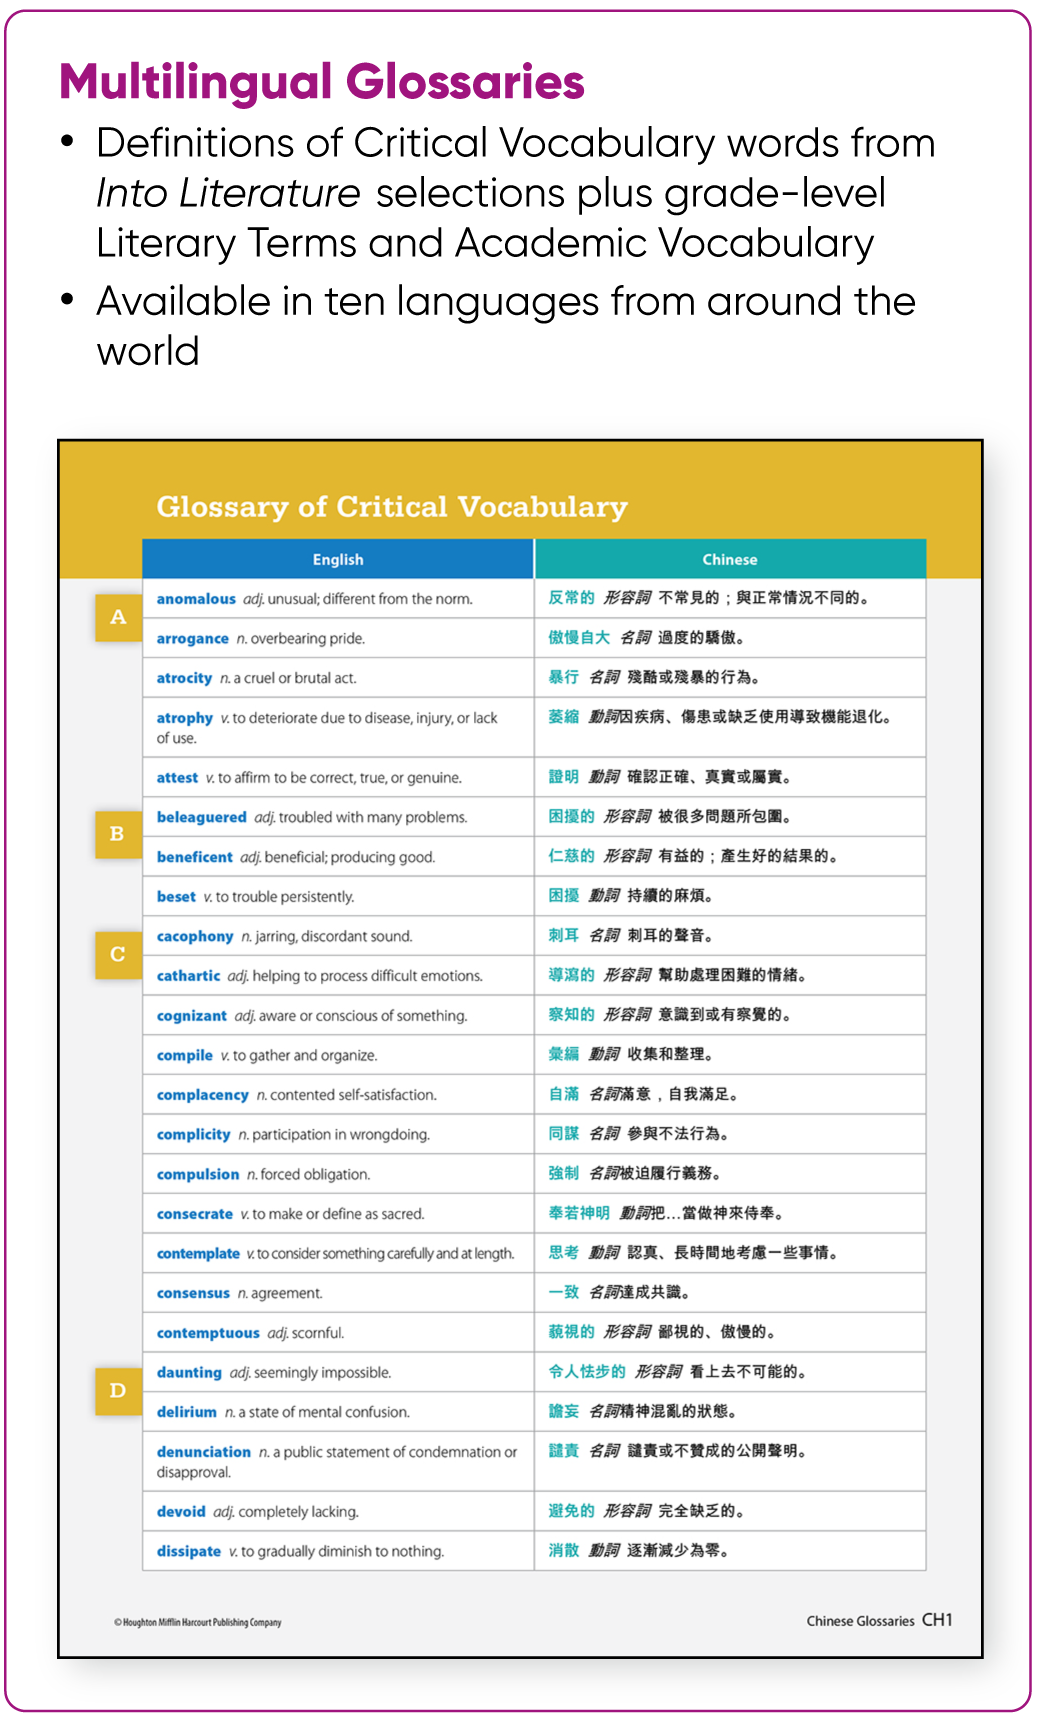 Multilingual Glossaries
• Definitions of Critical Vocabulary words from
Into Literature selections plus grade-level
Literary Terms and Academic Vocabulary
• Available in ten languages from around the
world
Glossary of Critical Vocabulary
English Chinese
A
anomalous adj. unusual; different from the norm. 反常的 形容詞 不常見的；與正常情況不同的。
arrogance n. overbearing pride. 傲慢自大 名詞 過度的驕傲。
atrocity n. a cruel or brutal act. 暴行 名詞 殘酷或殘暴的行為。
atrophy v. to deteriorate due to disease, injury, or lack 萎縮 動詞因疾病、傷患或缺乏使用導致機能退化。
of use.
attest v. to affirm to be correct, true, or genuine. 證明 動詞 確認正確、真實或屬實。
B
beleaguered adj. troubled with many problems. 困擾的 形容詞 被很多問題所包圍。
beneficent adj. beneficial; producing good. 仁慈的 形容詞 有益的；產生好的結果的。
beset v. to trouble persistently. 困擾 動詞 持續的麻煩。
C
cacophony n. jarring, discordant sound. 刺耳 名詞 刺耳的聲音。
cathartic adj. helping to process difficult emotions. 導瀉的 形容詞 幫助處理困難的情緒。
cognizant adj. aware or conscious of something. 察知的 形容詞 意識到或有察覺的。
compile v. to gather and organize. 彙編 動詞 收集和整理。
complacency n. contented self-satisfaction. 自滿 名詞滿意，自我滿足。
complicity n. participation in wrongdoing. 同謀 名詞 參與不法行為。
compulsion n. forced obligation. 強制 名詞被迫履行義務。
consecrate v. to make or define as sacred. 奉若神明 動詞把…當做神來侍奉。
contemplate v. to consider something carefully and at length. 思考 動詞 認真、長時間地考慮一些事情。
consensus n. agreement. 一致 名詞達成共識。
contemptuous adj. scornful. 藐視的 形容詞 鄙視的、傲慢的。
D
daunting adj. seemingly impossible. 令人怯步的 形容詞 看上去不可能的。
delirium n. a state of mental confusion. 譫妄 名詞精神混亂的狀態。
denunciation n. a public statement of condemnation or 譴責 名詞 譴責或不贊成的公開聲明。
disapproval.
devoid adj. completely lacking. 避免的 形容詞 完全缺乏的。
dissipate v. to gradually diminish to nothing. 消散 動詞 逐漸減少為零。
© Houghton Mifflin Harcourt Publishing Company Chinese Glossaries CH1